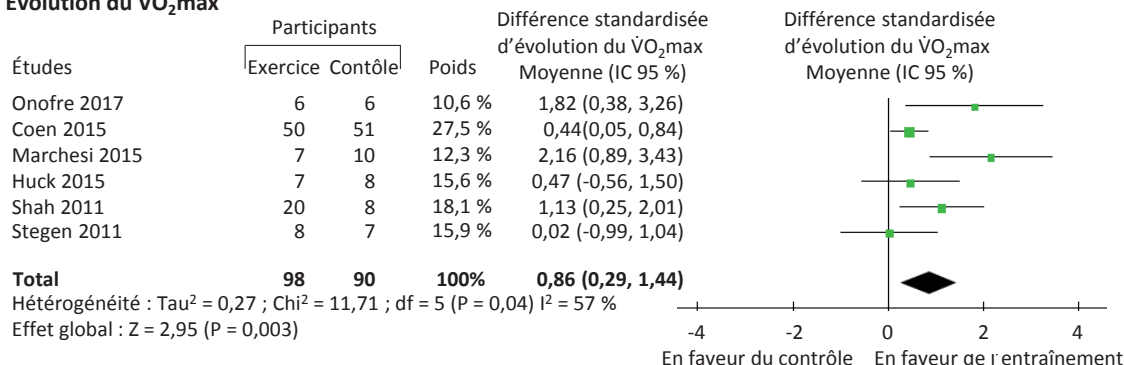 Évolution du V̇O₂max
Participants
Différence standardisée
d’évolution du V̇O₂max
Moyenne (IC 95 %)
Différence standardisée
d’évolution du V̇O₂max
Moyenne (IC 95 %)
Études Exercice Contôle Poids
Onofre 2017 6 6 10,6 % 1,82 (0,38, 3,26)
Coen 2015 50 51 27,5 % 0,44(0,05, 0,84)
Marchesi 2015 7 10 12,3 % 2,16 (0,89, 3,43)
Huck 2015 7 8 15,6 % 0,47 (-0,56, 1,50)
Shah 2011 20 8 18,1 % 1,13 (0,25, 2,01)
Stegen 2011 8 7 15,9 % 0,02 (-0,99, 1,04)
Total 98 90 100% 0,86 (0,29, 1,44)
Hétérogénéité : Tau² = 0,27 ; Chi² = 11,71 ; df = 5 (P = 0,04) I² = 57 %
Effet global : Z = 2,95 (P = 0,003)
-4 -2 0 2 4
En faveur du contrôle En faveur de l’entraînement